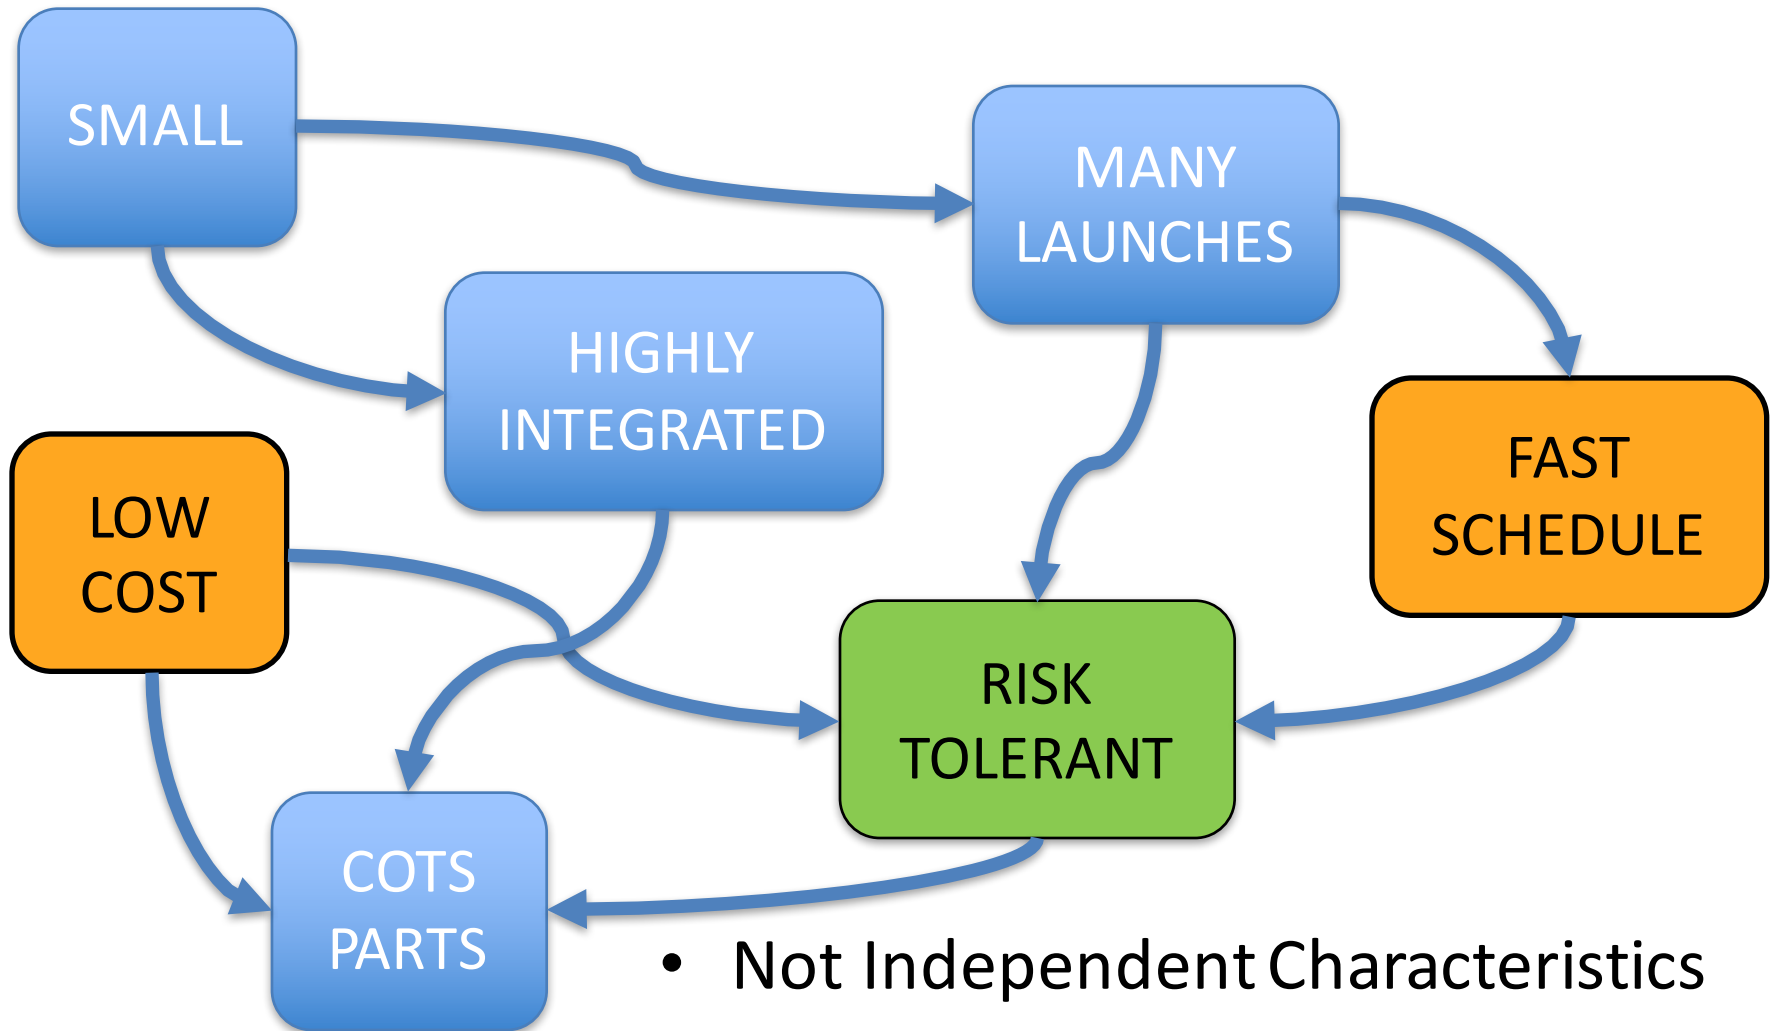 SMALL
MANY
LAUNCHES
HIGHLY
INTEGRATED
LOW
COST
FAST
SCHEDULE
RISK
TOLERANT
COTS
PARTS
• Not Independent Characteristics